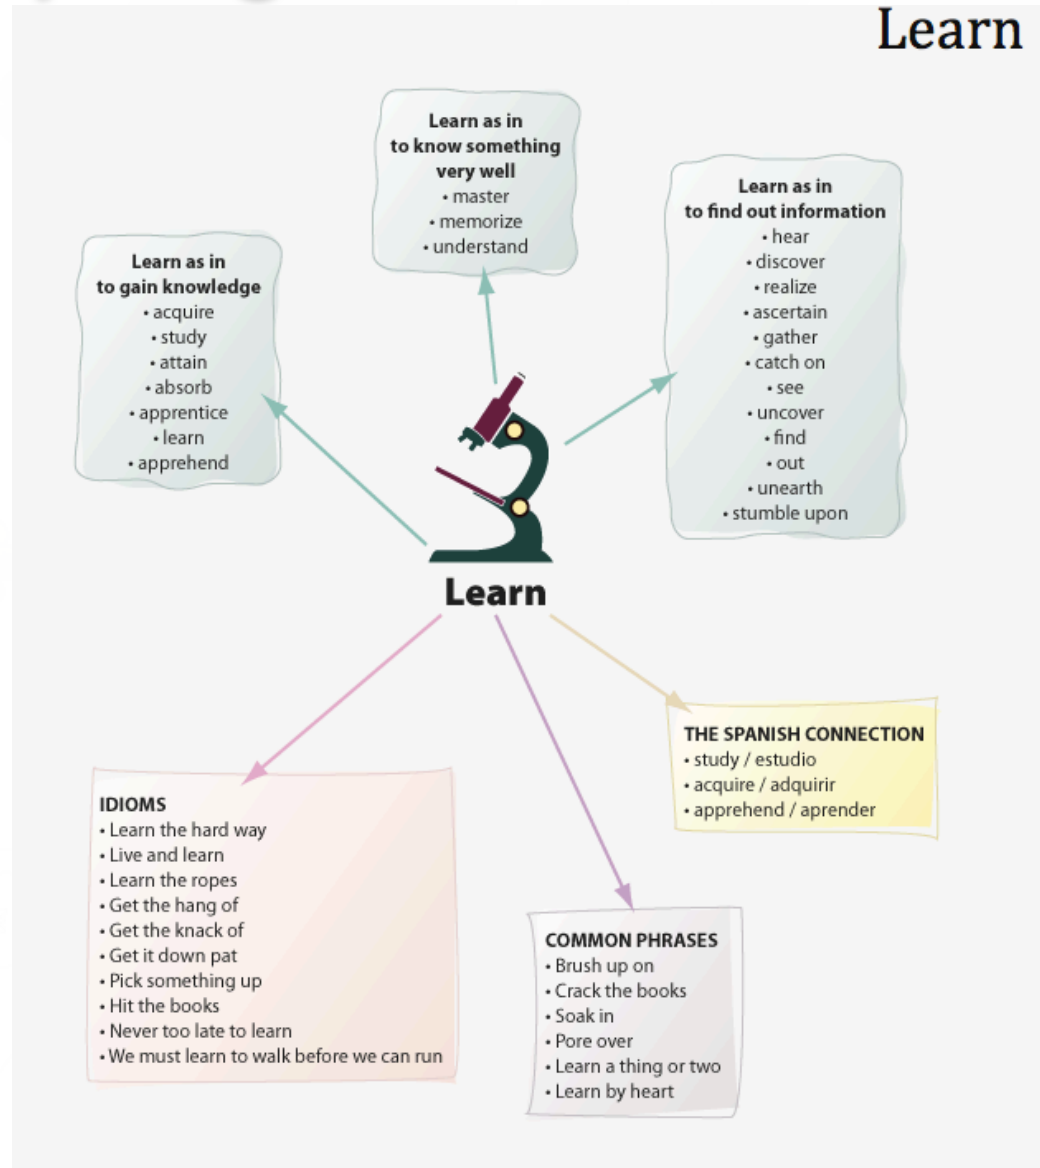 Learn
Learn as in
to know something
very well
• master
• memorize
• understand
Learn as in
to find out information
• hear
• discover
• realize
• ascertain
• gather
• catch on
• see
• uncover
• find
• out
• unearth
• stumble upon
Learn as in
to gain knowledge
• acquire
• study
• attain
• absorb
• apprentice
• learn
• apprehend
Learn
THE SPANISH CONNECTION
• study / estudio
• acquire / adquirir
• apprehend / aprender
IDIOMS
• Learn the hard way
• Live and learn
• Learn the ropes
• Get the hang of
• Get the knack of
• Get it down pat
• Pick something up
• Hit the books
• Never too late to learn
• We must learn to walk before we can run
COMMON PHRASES
• Brush up on
• Crack the books
• Soak in
• Pore over
• Learn a thing or two
• Learn by heart